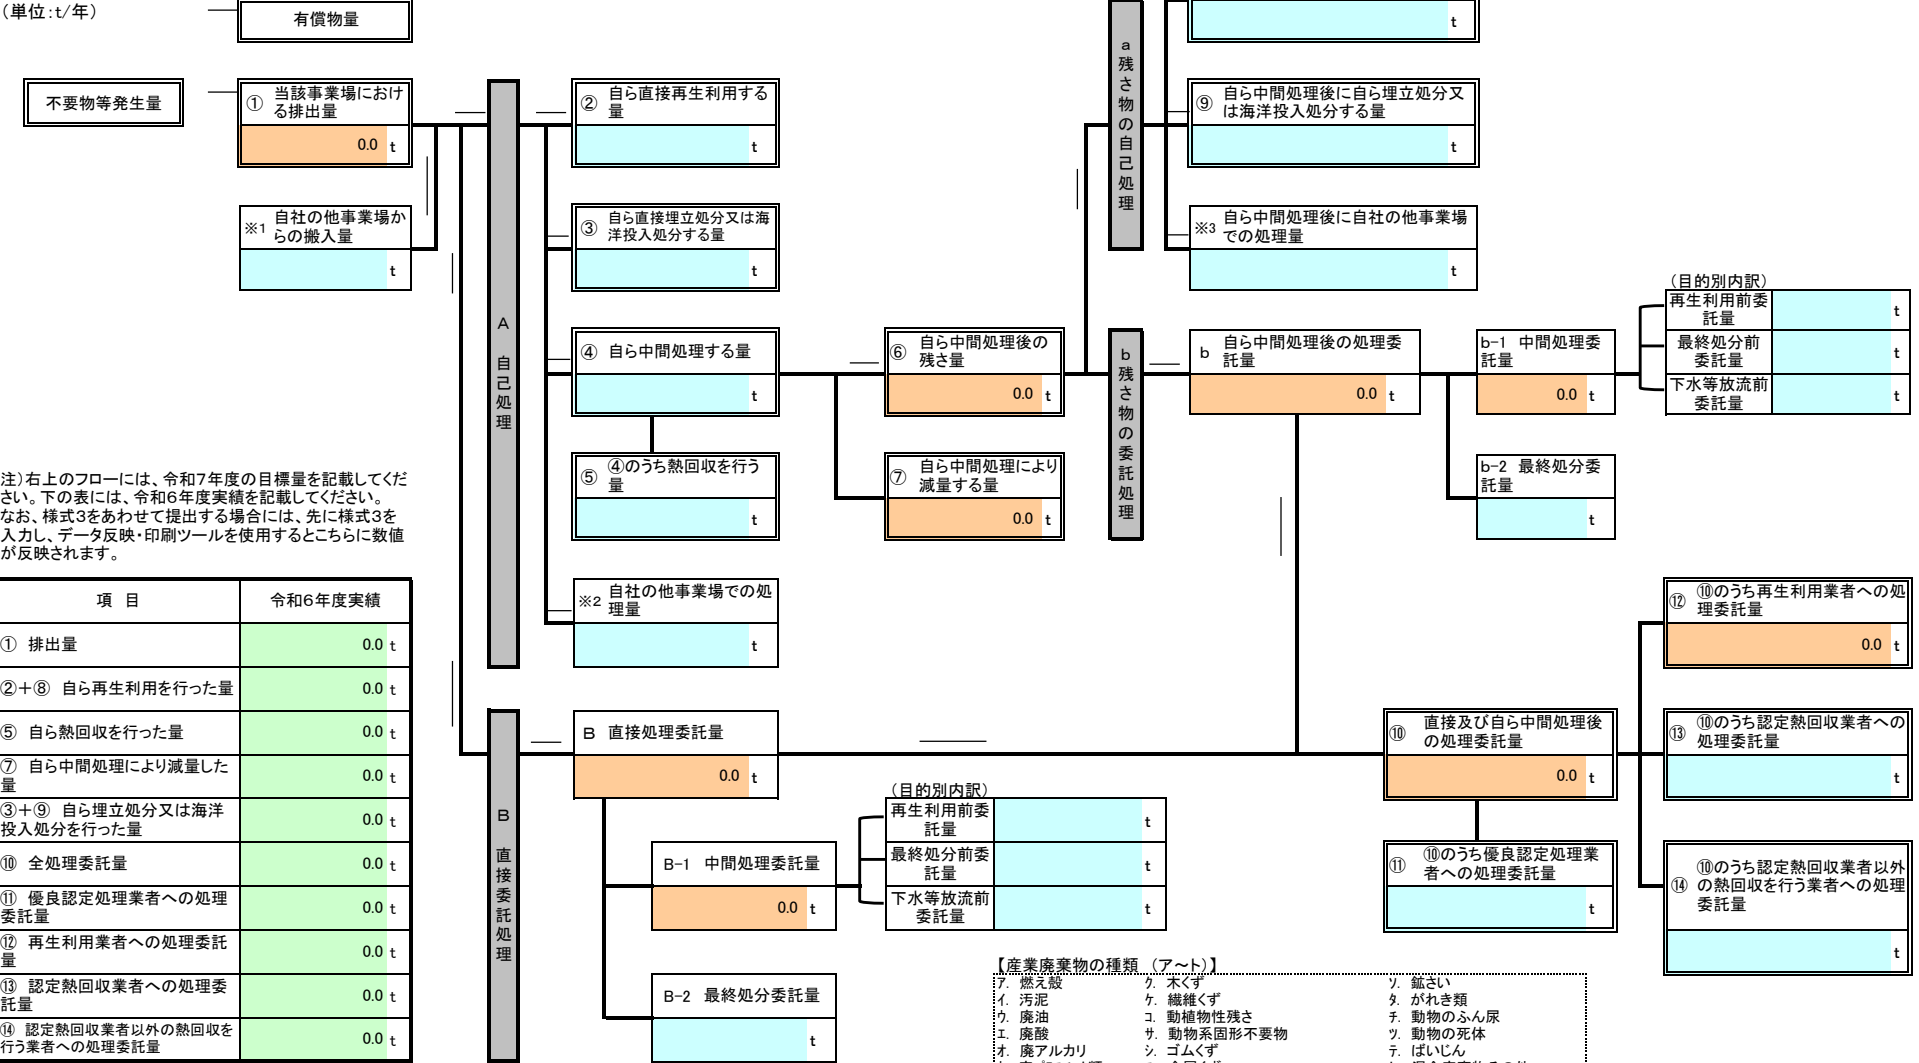 （単位：t/年）
有償物量
t
不要物等発生量
① 当該事業場におけ
る排出量
0.0 t
※1 自社の他事業場か
らの搬入量
t
A 自己処理
② 自ら直接再生利用する
量
t
③ 自ら直接埋立処分又は海
洋投入処分する量
t
④ 自ら中間処理する量
t
⑤ ④のうち熱回収を行う
量
t
※2 自社の他事業場での処
理量
t
⑥ 自ら中間処理後の
残さ量
0.0 t
⑦ 自ら中間処理により
減量する量
0.0 t
a 残さ物の自己処理
⑨ 自ら中間処理後に自ら埋立処分又
は海洋投入処分する量
t
※3 自ら中間処理後に自社の他事業場
での処理量
t
b 残さ物の委託処理
b 自ら中間処理後の処理委
託量
0.0 t
b-1 中間処理委
託量
0.0 t
b-2 最終処分委
託量
t
（目的別内訳）
再生利用前委
託量
t
最終処分前
委託量
t
下水等放流前
委託量
t
注）右上のフローには、令和7年度の目標量を記載してくだ
さい。下の表には、令和6年度実績を記載してください。
なお、様式3をあわせて提出する場合には、先に様式3を
入力し、データ反映・印刷ツールを使用するとこちらに数値
が反映されます。
項 目 令和6年度実績
① 排出量 0.0 t
②＋⑧ 自ら再生利用を行った量 0.0 t
⑤ 自ら熱回収を行った量 0.0 t
⑦ 自ら中間処理により減量した
量 0.0 t
③＋⑨ 自ら埋立処分又は海洋
投入処分を行った量 0.0 t
⑩ 全処理委託量 0.0 t
⑪ 優良認定処理業者への処理
委託量 0.0 t
⑫ 再生利用業者への処理委託
量 0.0 t
⑬ 認定熱回収業者への処理委
託量 0.0 t
⑭ 認定熱回収業者以外の熱回収を
行う業者への処理委託量 0.0 t
B 直接委託処理
B 直接処理委託量
0.0 t
B-1 中間処理委託量
0.0 t
B-2 最終処分委託量
t
（目的別内訳）
再生利用前委
託量
t
最終処分前委
託量
t
下水等放流前
委託量
t
⑩ 直接及び自ら中間処理後
の処理委託量
0.0 t
⑪ ⑩のうち優良認定処理業
者への処理委託量
t
⑫ ⑩のうち再生利用業者への処
理委託量
0.0 t
⑬ ⑩のうち認定熱回収業者への
処理委託量
t
⑭ ⑩のうち認定熱回収業者以外
の熱回収を行う業者への処理
委託量
t
【産業廃棄物の種類 （ア～ト）】
ア．燃え殻 ク．木くず ソ．鉱さい
イ．汚泥 ケ．繊維くず タ．がれき類
ウ．廃油 コ．動植物性残さ チ．動物のふん尿
エ．廃酸 サ．動物系固形不要物 ツ．動物の死体
オ．廃アルカリ シ．ゴムくず テ．ばいじん